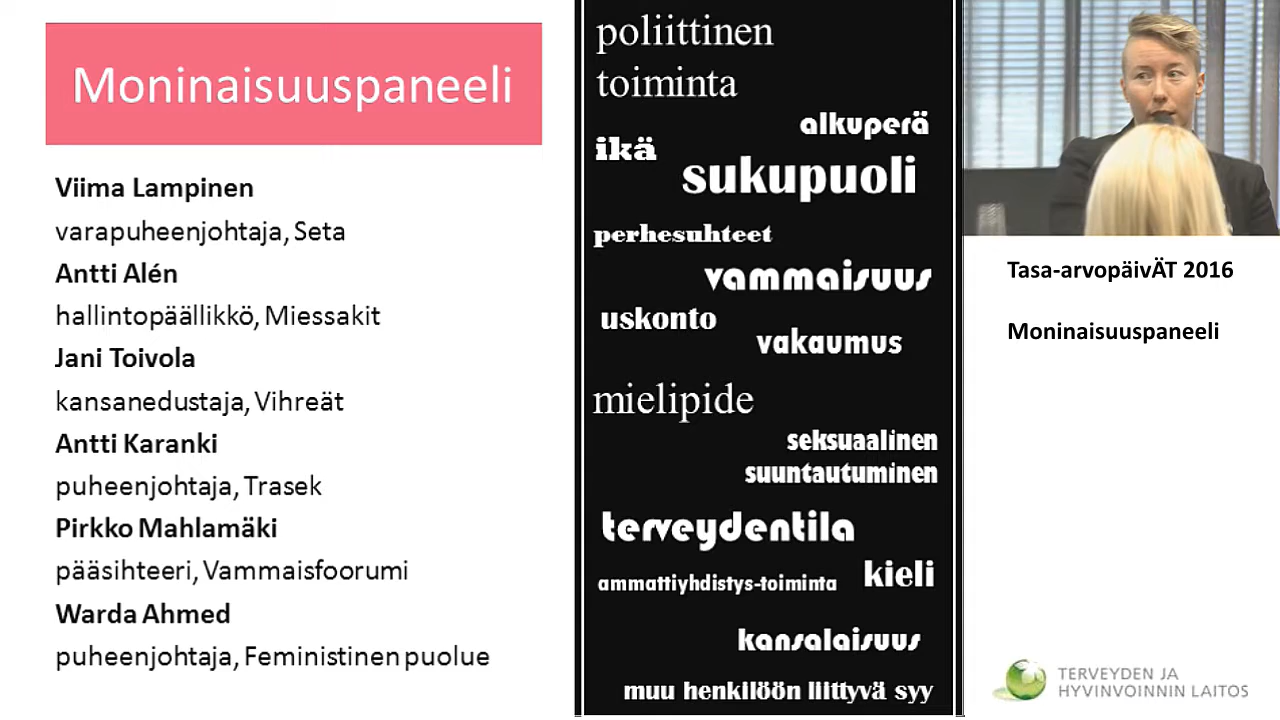 Moninaisuuspaneeli
Viima Lampinen
varapuheenjohtaja, Seta
Antti Alén
hallintopäällikkö, Miessakit
Jani Toivola
kansanedustaja, Vihreät
Antti Karanki
puheenjohtaja, Trasek
Pirkko Mahlamäki
pääsihteeri, Vammaisfoorumi
Warda Ahmed
puheenjohtaja, Feministinen puolue
poliittinen
toiminta
alkuperä
ikä
sukupuoli
perhesuhteet
vammaisuus
uskonto
vakaumus
mielipide
seksuaalinen
suuntautuminen
terveydentila
kieli
ammattiyhdistys-toiminta
kansalaisuus
muu henkilöön liittyvä syy
Tasa-arvopäivÄT 2016
Moninaisuuspaneeli
TERVEYDEN JA
HYVINVOINNIN LAITOS